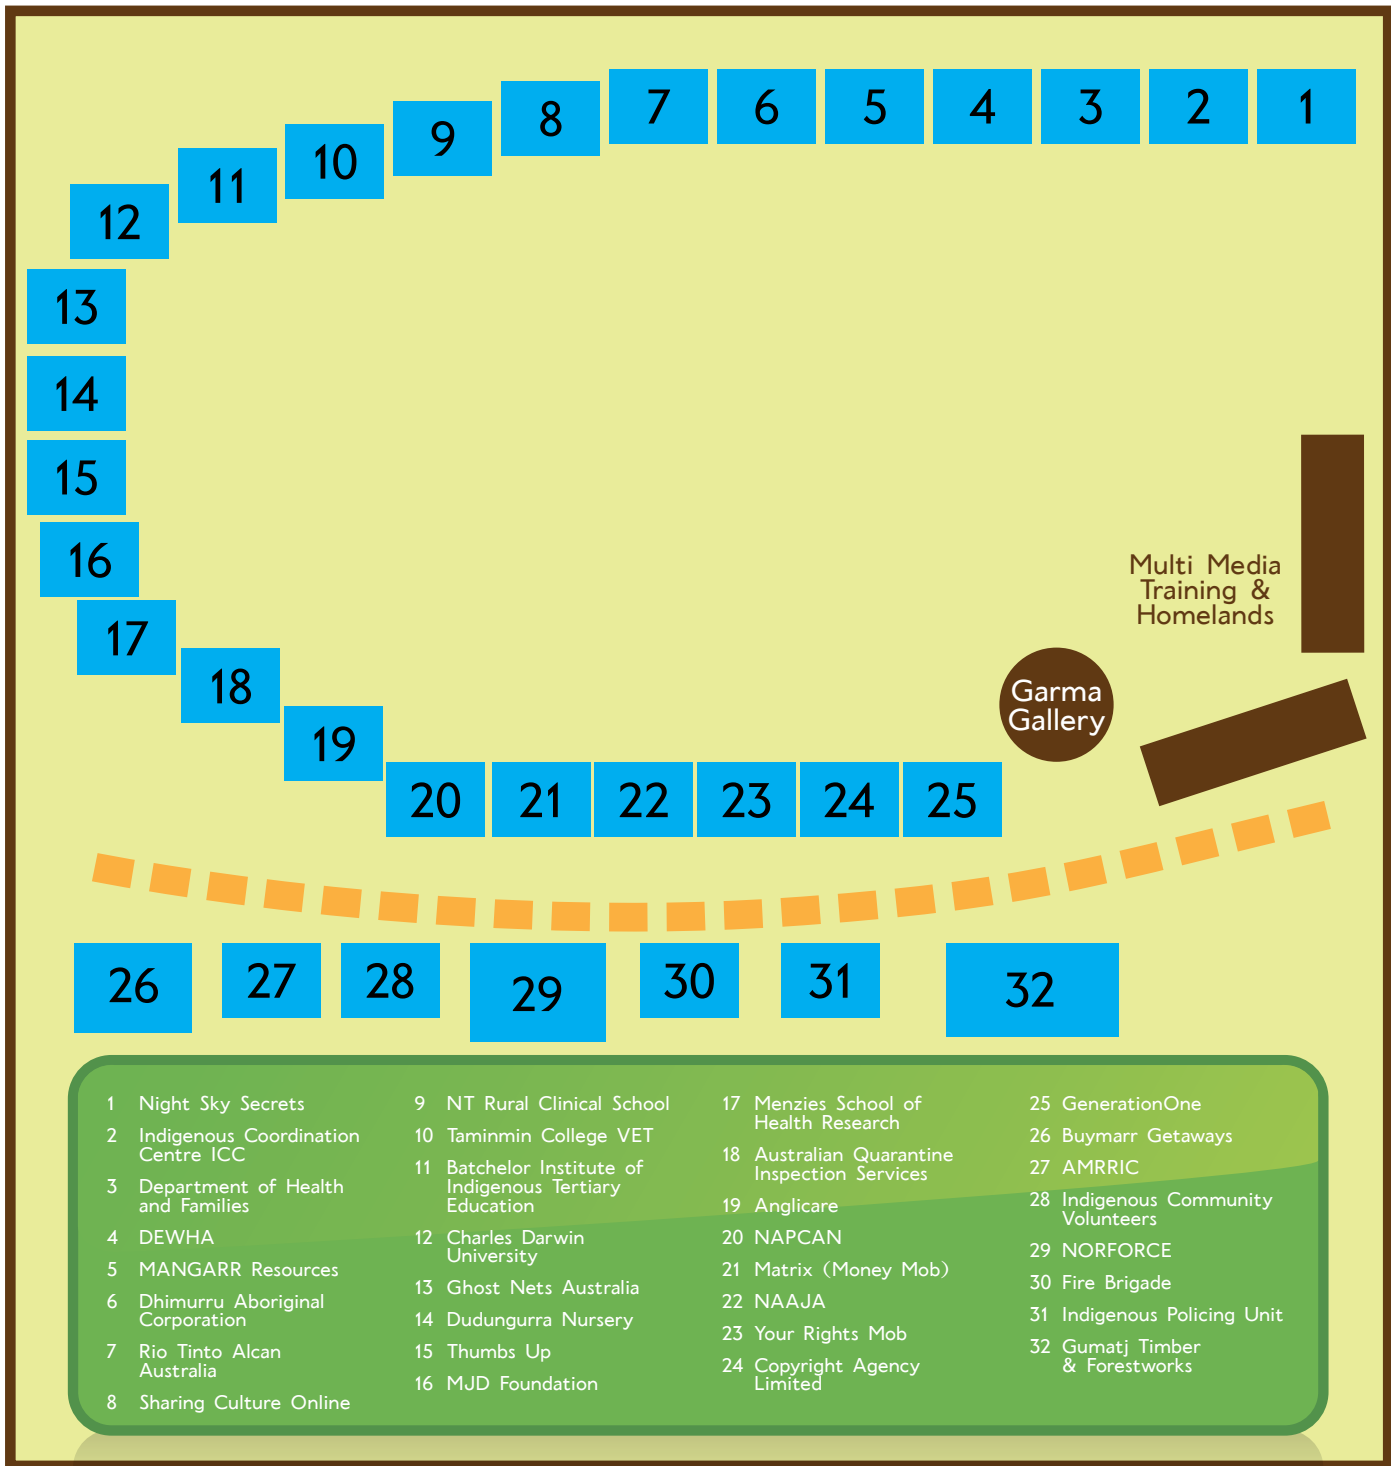 7 6 5 4 3 2 1
8
9
10
11
12
13
14
15
16
17
18
19
Multi Media
Training &
Homelands
Garma
Gallery
20 21 22 23 24 25
26 27 28 29 30 31 32
1 Night Sky Secrets
2 Indigenous Coordination
Centre ICC
3 Department of Health
and Families
4 DEWHA
5 MANGARR Resources
6 Dhimurru Aboriginal
Corporation
7 Rio Tinto Alcan
Australia
8 Sharing Culture Online
9 NT Rural Clinical School
10 Taminmin College VET
11 Batchelor Institute of
Indigenous Tertiary
Education
12 Charles Darwin
University
13 Ghost Nets Australia
14 Dudungurra Nursery
15 Thumbs Up
16 MJD Foundation
17 Menzies School of
Health Research
18 Australian Quarantine
Inspection Services
19 Anglicare
20 NAPCAN
21 Matrix (Money Mob)
22 NAAJA
23 Your Rights Mob
24 Copyright Agency
Limited
25 GenerationOne
26 Buymarr Getaways
27 AMRRIC
28 Indigenous Community
Volunteers
29 NORFORCE
30 Fire Brigade
31 Indigenous Policing Unit
32 Gumatj Timber
& Forestworks